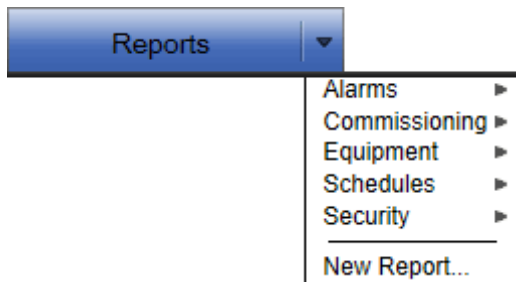 Reports
Alarms
Commissioning
Equipment
Schedules
Security
New Report...